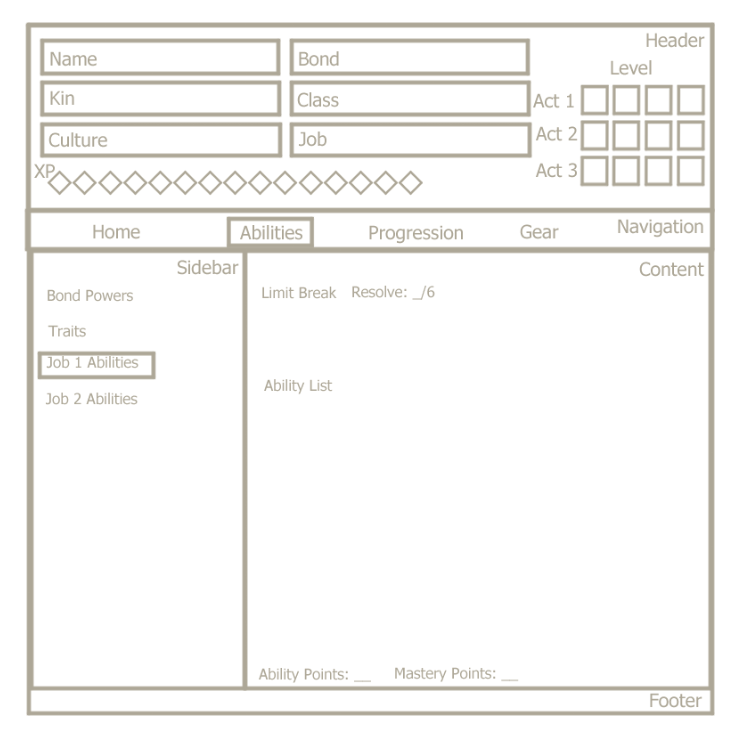 Header
Name
Bond
Level
Kin
Class
Act 1
Culture
Job
Act 2
XP
Act 3
Home
Abilities
Progression
Gear
Navigation
Sidebar
Content
Bond Powers
Limit Break Resolve: _/6
Traits
Job 1 Abilities
Ability List
Job 2 Abilities
Ability Points: __ Mastery Points: __
Footer